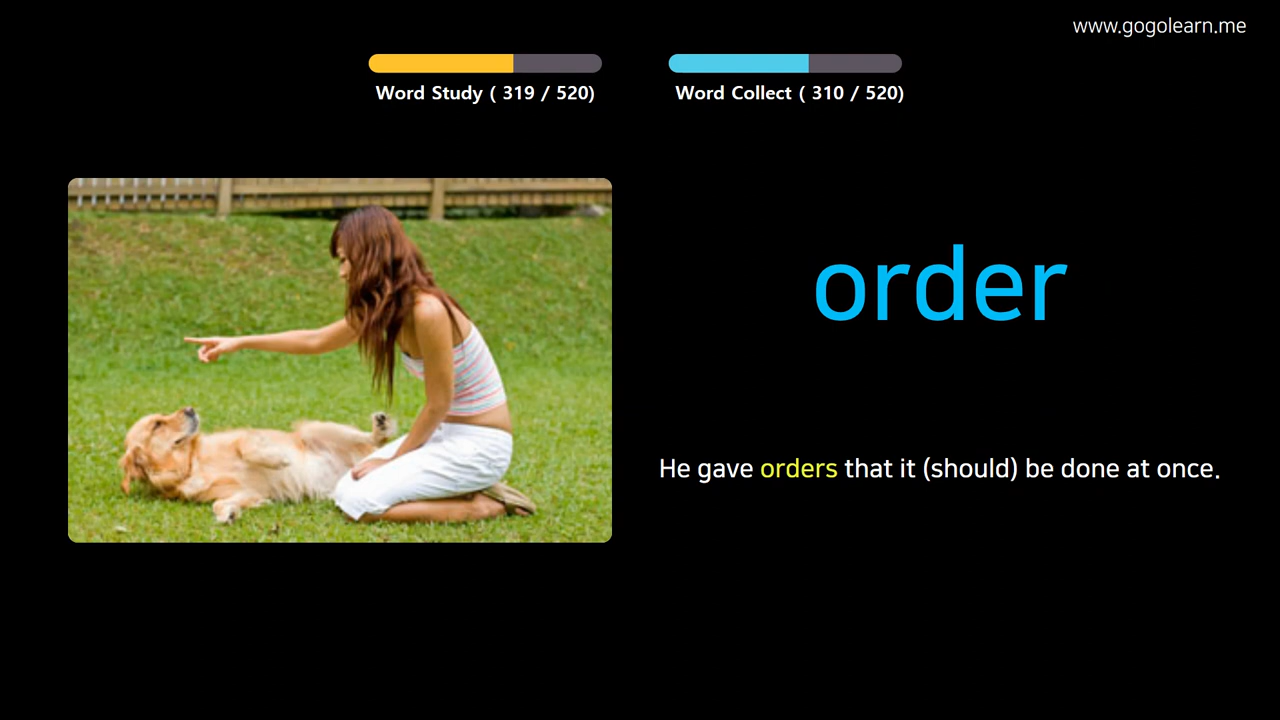 www.gogolearn.me
Word Study ( 319 / 520)
Word Collect ( 310 / 520)
order
He gave orders that it (should) be done at once.